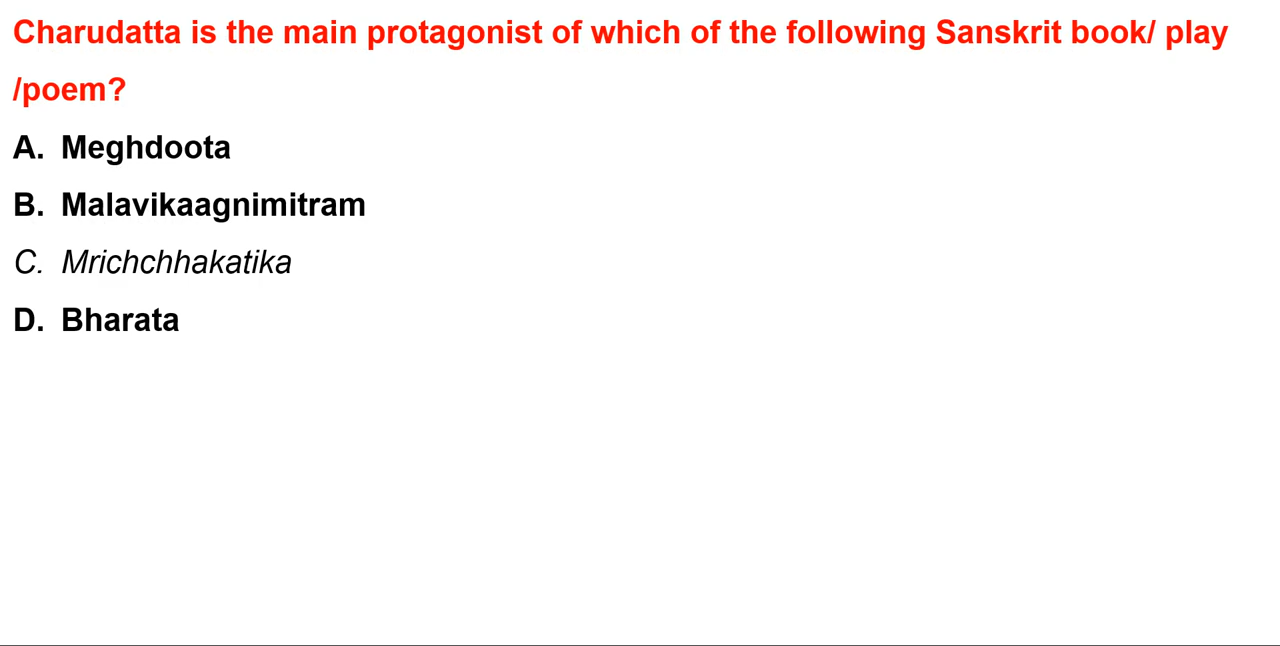 Charudatta is the main protagonist of which of the following Sanskrit book/ play
/poem?
A. Meghdoota
B. Malavikaagnimitram
C. Mrichchhakatika
D. Bharata